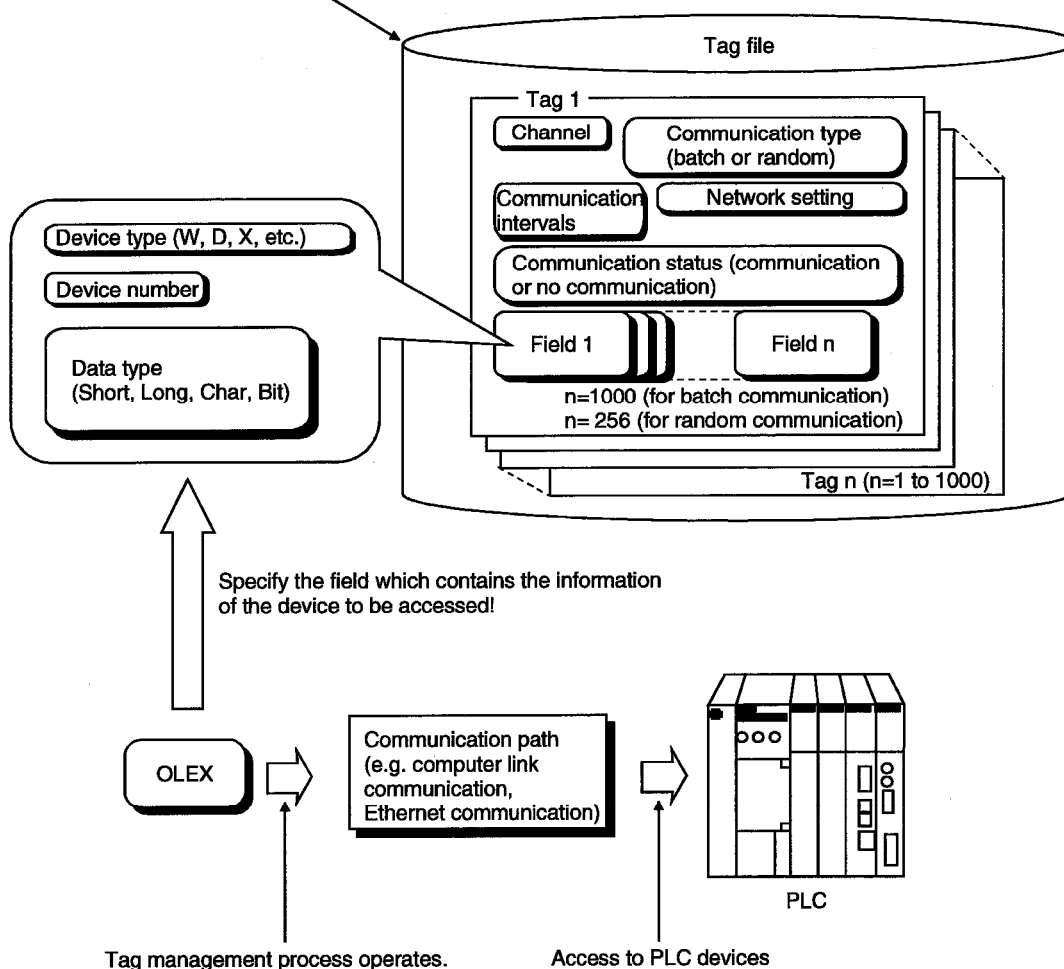 Tag file
Tag 1
Channel
Communication type
(batch or random)
Communication
intervals
Network setting
Communication status (communication
or no communication)
Field 1
Field n
n=1000 (for batch communication)
n= 256 (for random communication)
Tag n (n=1 to 1000)
Device type (W, D, X, etc.)
Device number
Data type
(Short, Long, Char, Bit)
Specify the field which contains the information
of the device to be accessed!
OLEX
Communication path
(e.g. computer link
communication,
Ethernet communication)
PLC
Tag management process operates.
Access to PLC devices